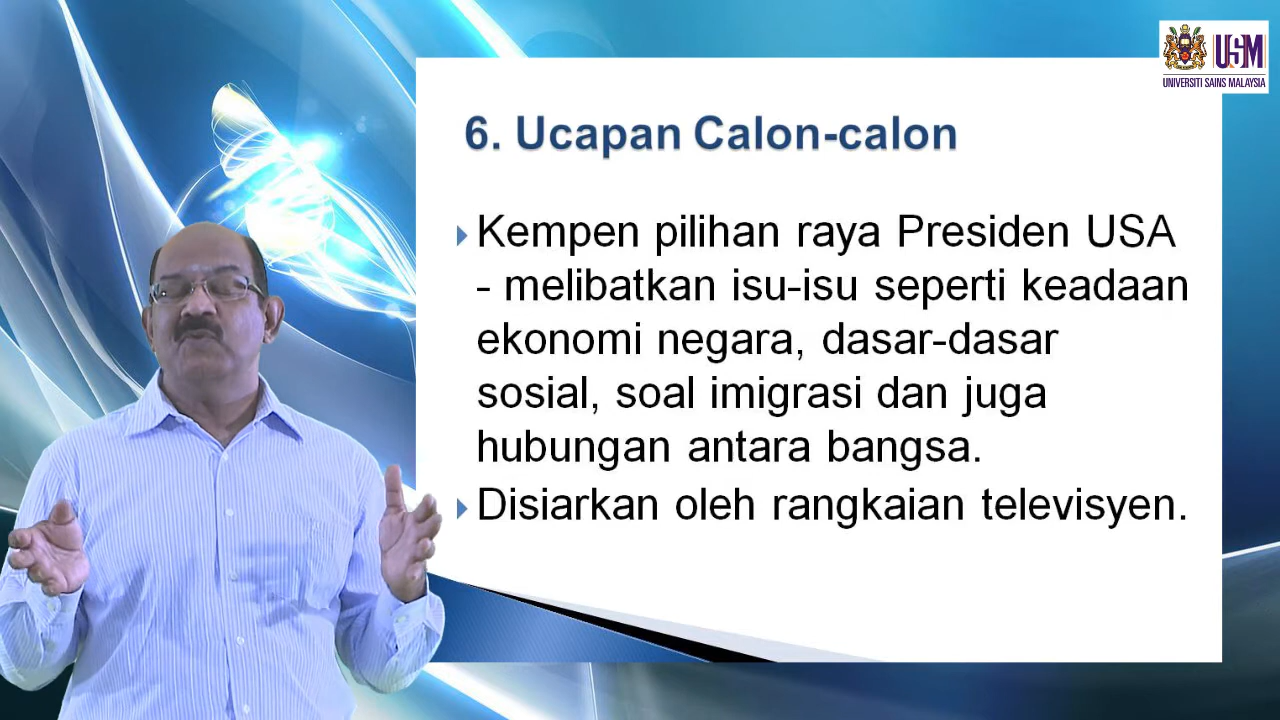 USM
UNIVERSITI SAINS MALAYSIA
6. Ucapan Calon-calon
Kempen pilihan raya Presiden USA
- melibatkan isu-isu seperti keadaan
ekonomi negara, dasar-dasar
sosial, soal imigrasi dan juga
hubungan antara bangsa.
Disiarkan oleh rangkaian televisyen.